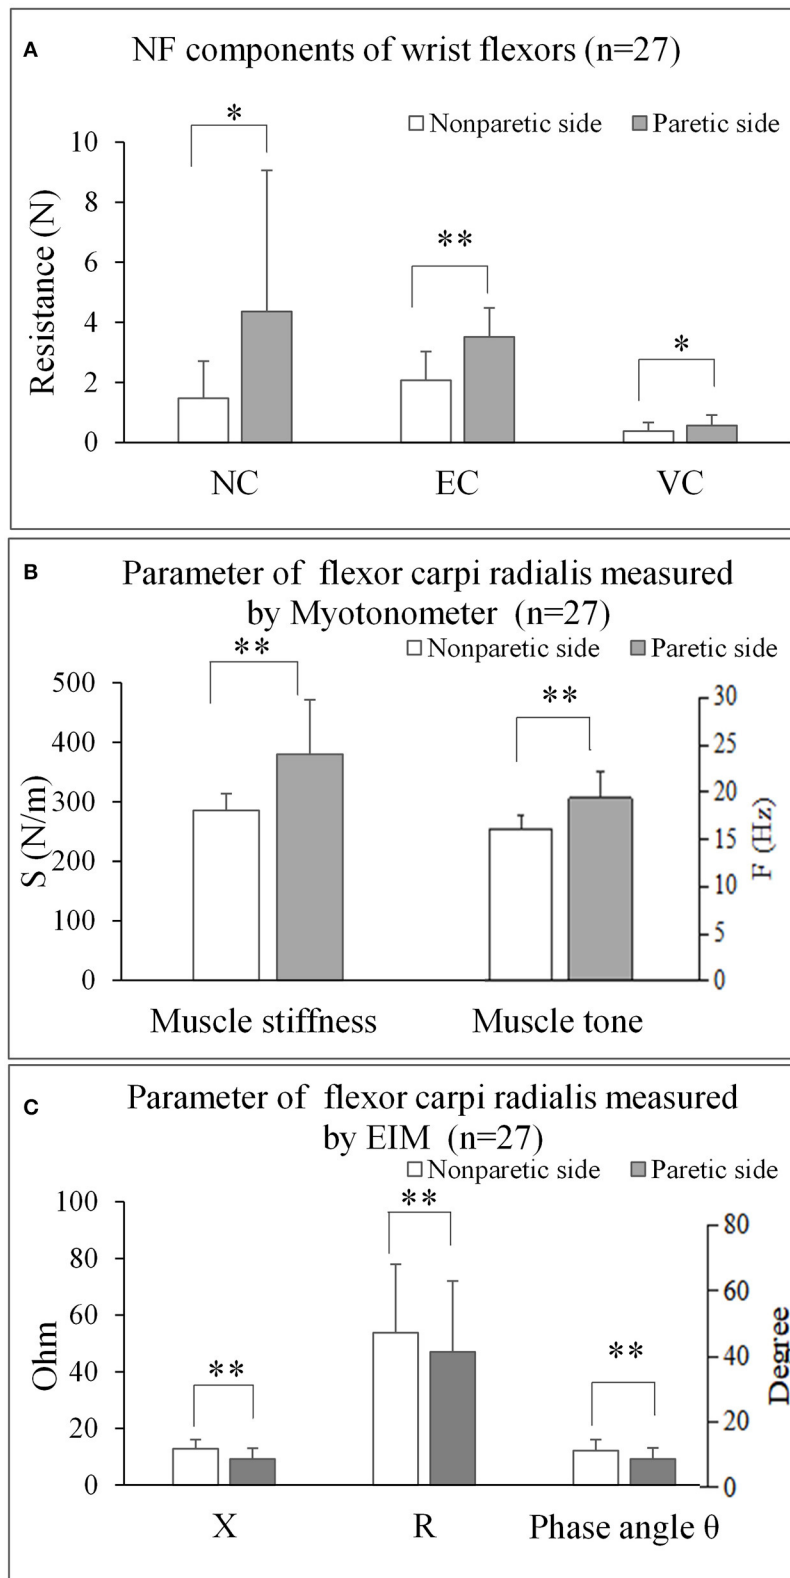 A
NF components of wrist flexors (n=27)
*
Nonparetic side
Paretic side
10
8
6
4
2
0
Resistance (N)
**
*
NC
EC
VC
B
Parameter of flexor carpi radialis measured
by Myotonometer (n=27)
Nonparetic side
Paretic side
**
**
500
400
300
200
100
0
S (N/m)
30
25
20
15
10
5
0
F (Hz)
Muscle stiffness
Muscle tone
C
Parameter of flexor carpi radialis measured
by EIM (n=27)
Nonparetic side
Paretic side
**
100
80
60
40
20
0
Ohm
**
**
80
60
40
20
0
Degree
X
R
Phase angle θ